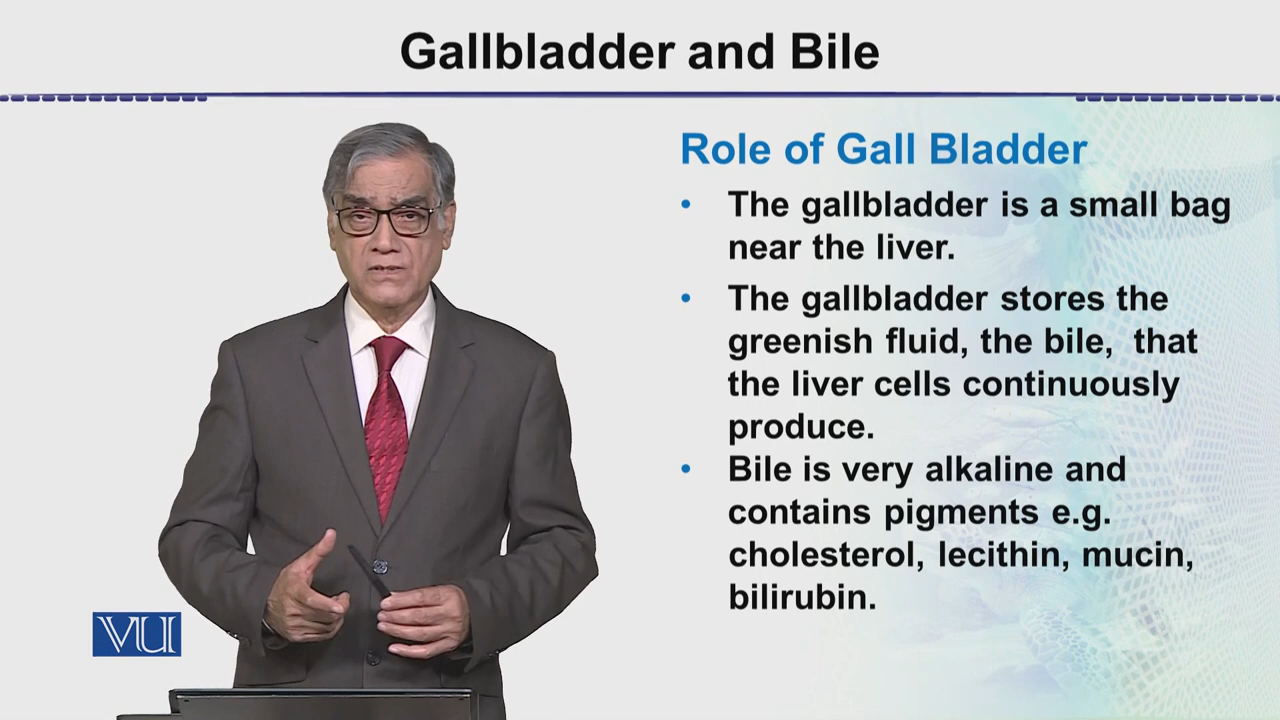 Gallbladder and Bile
Role of Gall Bladder
• The gallbladder is a small bag
near the liver.
• The gallbladder stores the
greenish fluid, the bile,  that
the liver cells continuously
produce.
• Bile is very alkaline and
contains pigments e.g.
cholesterol, lecithin, mucin,
bilirubin.
VU